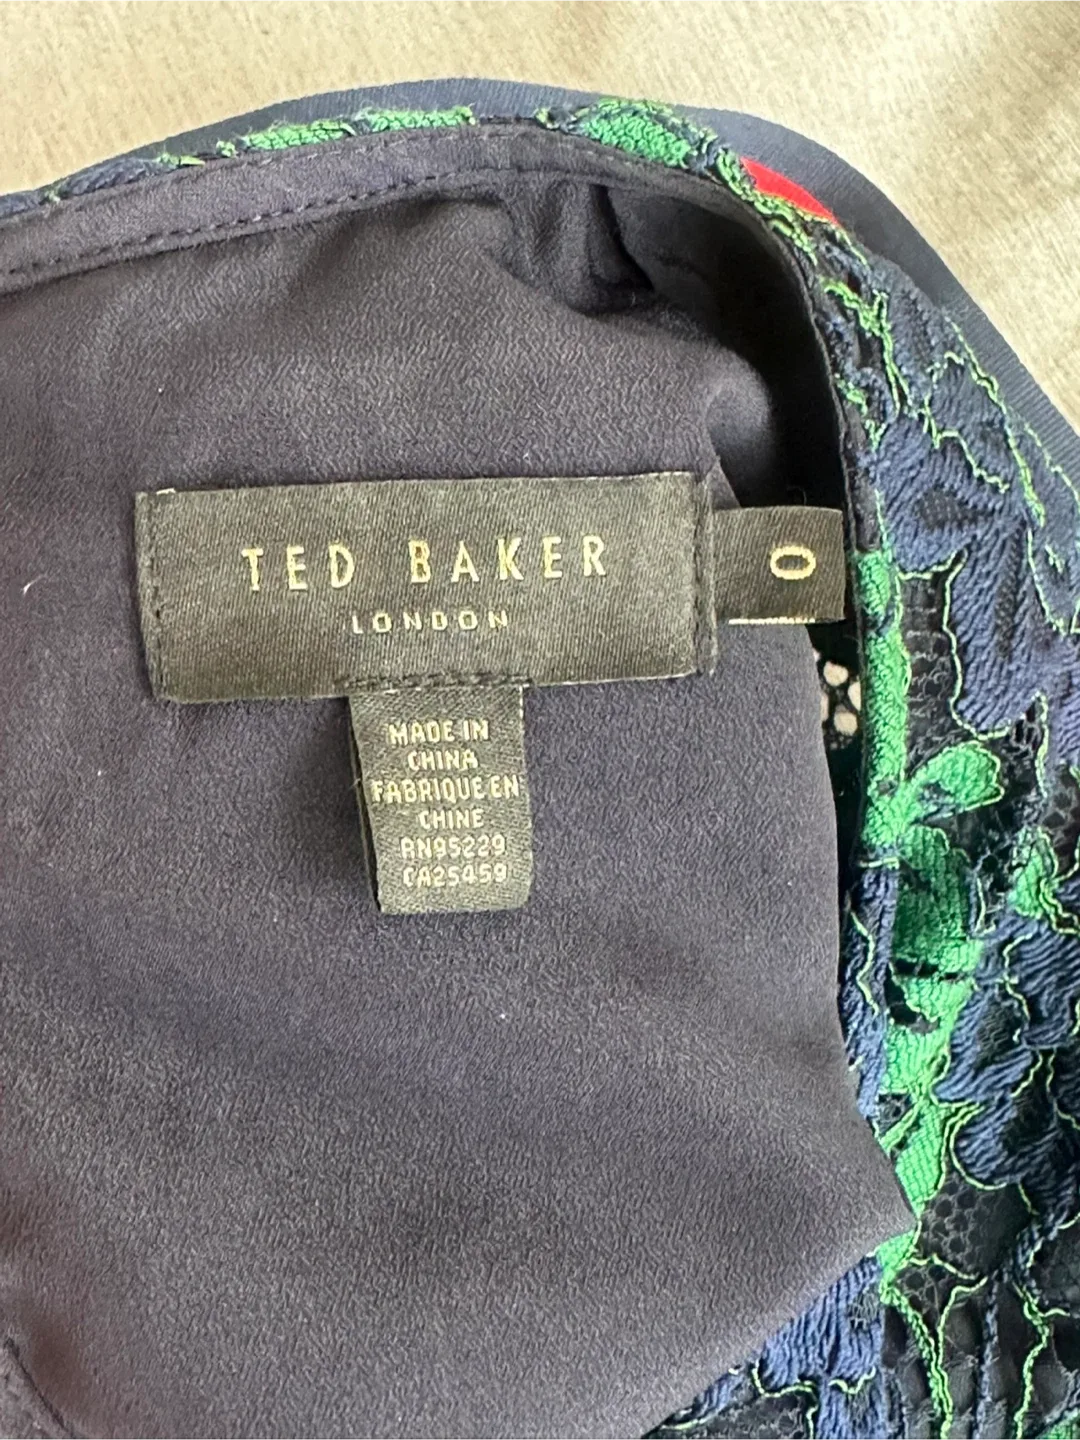 TED BAKER
LONDON
0
MADE IN
CHINA
FABRIQUE EN
CHINE
RN95229
CA25459